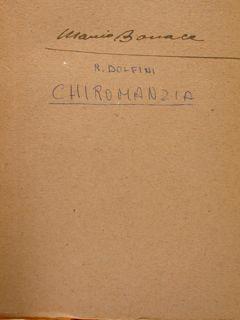 Mario Bonace
R. DOLFINI
CHIROMANZIA